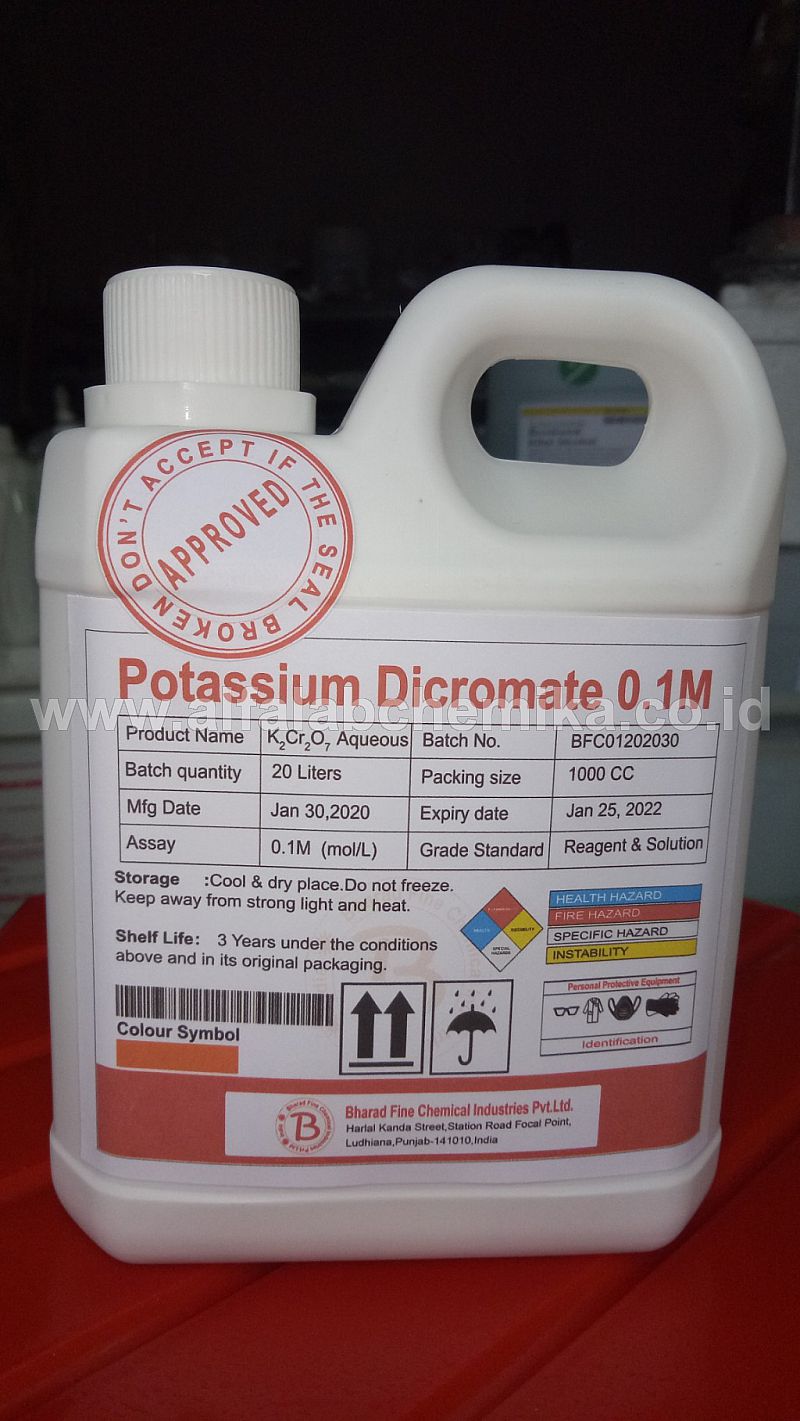 DON'T ACCEPT IF THE SEAL BROKEN
APPROVED
Potassium Dicromate 0.1M
www.alfalabchemika.co.id
Product Name K₂Cr₂O₇ Aqueous Batch No. BFC01202030
Batch quantity 20 Liters Packing size 1000 CC
Mfg Date Jan 30,2020 Expiry date Jan 25, 2022
Assay 0.1M (mol/L) Grade Standard Reagent & Solution
Storage :Cool & dry place.Do not freeze.
Keep away from strong light and heat.
Shelf Life: 3 Years under the conditions
above and in its original packaging.
HEALTH
SPECIAL
HAZARDS
HEALTH HAZARD
FIRE HAZARD
SPECIFIC HAZARD
INSTABILITY
Colour Symbol
Personal Protective Equipment
Identification
B
Bharad Fine Chemical Industries Pvt.Ltd.
Harlal Kanda Street,Station Road Focal Point,
Ludhiana,Punjab-141010,India